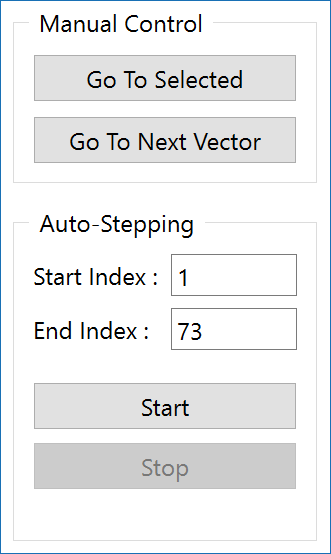 Manual Control
Go To Selected
Go To Next Vector
Auto-Stepping
Start Index : 1
End Index : 73
Start
Stop